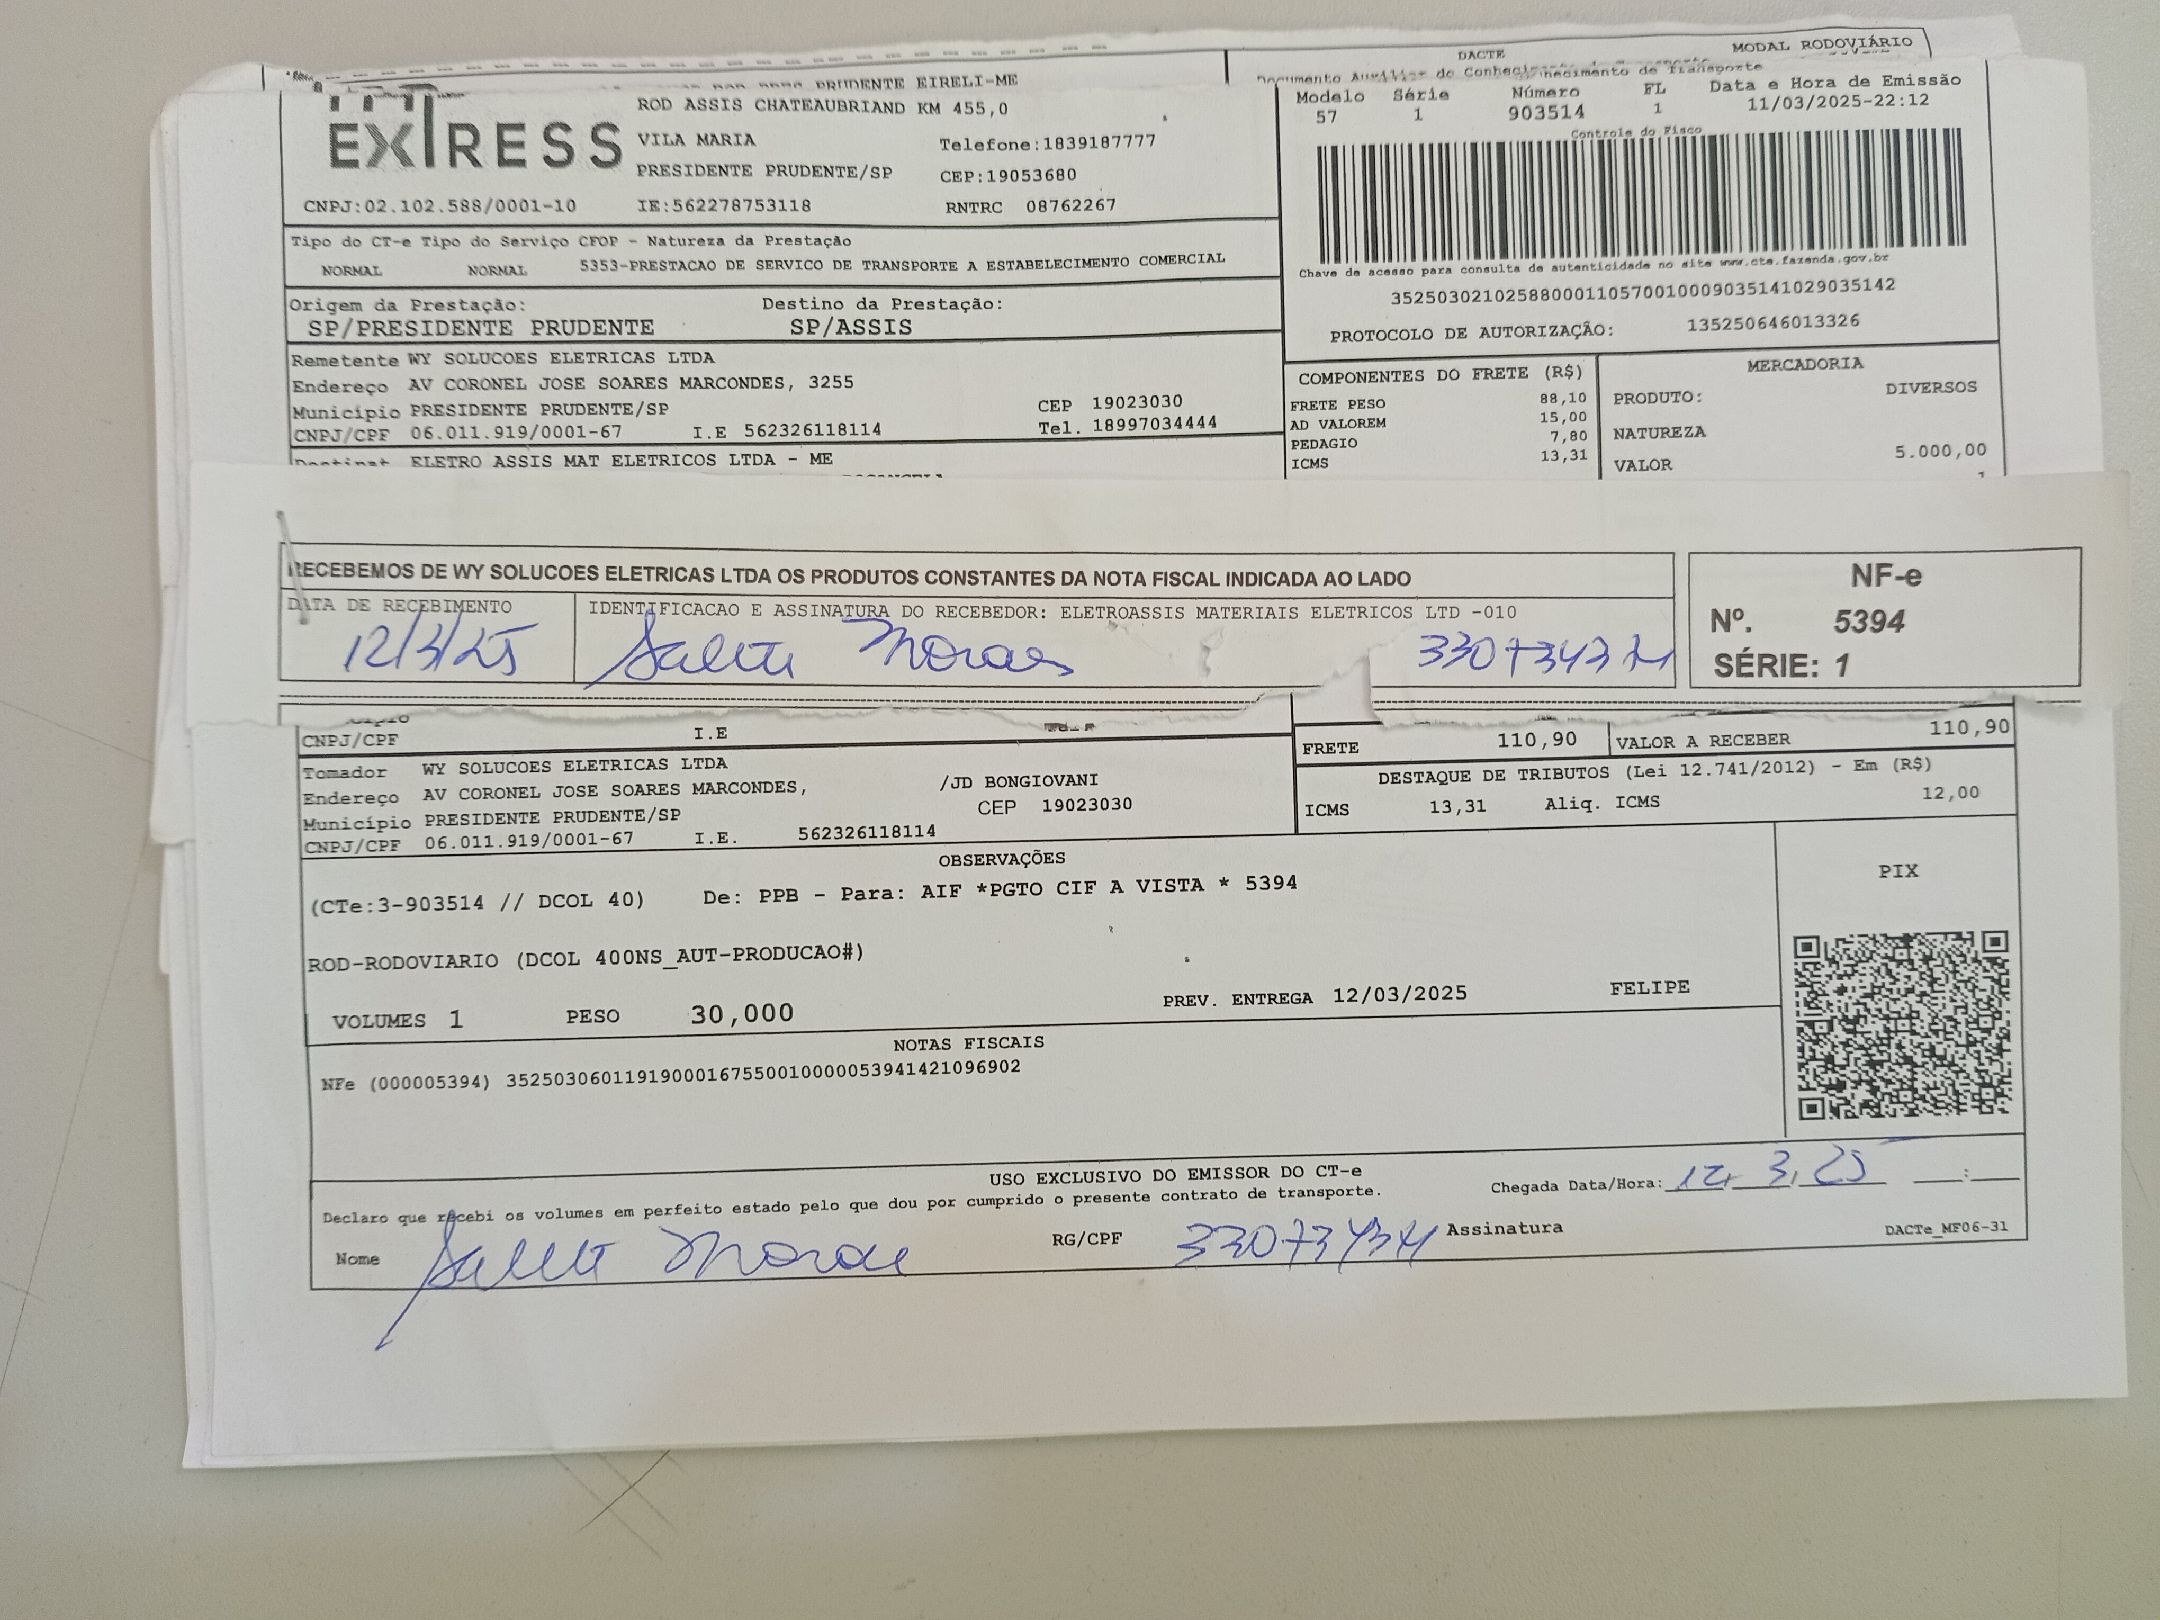 DACTE MODAL RODOVIÁRIO
PRUDENTE EIRELI-ME
EXTRESS
ROD ASSIS CHATEAUBRIAND KM 455,0
VILA MARIA Telefone:1839187777
PRESIDENTE PRUDENTE/SP CEP:19053680
CNPJ:02.102.588/0001-10 IE:562278753118 RNTRC 08762267
Modelo Série Número FL Data e Hora de Emissão
57 1 903514 1 11/03/2025-22:12
Controle do Fisco
Chave de acesso para consulta de autenticidade no site www.cte.fazenda.gov.br
35250302102588000110570010009035141029035142
PROTOCOLO DE AUTORIZAÇÃO: 135250646013326
Tipo do CT-e Tipo do Serviço CFOP - Natureza da Prestação
NORMAL NORMAL 5353-PRESTACAO DE SERVICO DE TRANSPORTE A ESTABELECIMENTO COMERCIAL
Origem da Prestação: Destino da Prestação:
SP/PRESIDENTE PRUDENTE SP/ASSIS
Remetente WY SOLUCOES ELETRICAS LTDA
Endereço AV CORONEL JOSE SOARES MARCONDES, 3255
Município PRESIDENTE PRUDENTE/SP CEP 19023030
CNPJ/CPF 06.011.919/0001-67 I.E 562326118114 Tel. 18997034444
ELETRO ASSIS MAT ELETRICOS LTDA - ME
COMPONENTES DO FRETE (R$)
FRETE PESO 88,10
AD VALOREM 15,00
PEDAGIO 7,80
ICMS 13,31
MERCADORIA
PRODUTO: DIVERSOS
NATUREZA
VALOR 5.000,00
RECEBEMOS DE WY SOLUCOES ELETRICAS LTDA OS PRODUTOS CONSTANTES DA NOTA FISCAL INDICADA AO LADO
DATA DE RECEBIMENTO IDENTIFICACAO E ASSINATURA DO RECEBEDOR: ELETROASSIS MATERIAIS ELETRICOS LTD -010
12/3/25
NF-e
Nº. 5394
SÉRIE: 1
CNPJ/CPF I.E
FRETE 110,90 VALOR A RECEBER 110,90
Tomador WY SOLUCOES ELETRICAS LTDA
Endereço AV CORONEL JOSE SOARES MARCONDES, /JD BONGIOVANI
Município PRESIDENTE PRUDENTE/SP CEP 19023030
CNPJ/CPF 06.011.919/0001-67 I.E. 562326118114
DESTAQUE DE TRIBUTOS (Lei 12.741/2012) - Em (R$)
ICMS 13,31 Aliq. ICMS 12,00
OBSERVAÇÕES
(CTe:3-903514 // DCOL 40) De: PPB - Para: AIF *PGTO CIF A VISTA * 5394
ROD-RODOVIARIO (DCOL 400NS_AUT-PRODUCAO#)
VOLUMES 1 PESO 30,000 PREV. ENTREGA 12/03/2025 FELIPE
PIX
NOTAS FISCAIS
NFe (000005394) 35250306011919000167550010000053941421096902
USO EXCLUSIVO DO EMISSOR DO CT-e
Declaro que recebi os volumes em perfeito estado pelo que dou por cumprido o presente contrato de transporte. Chegada Data/Hora: 12, 3, 25 :
Nome RG/CPF Assinatura DACTe_MF06-31